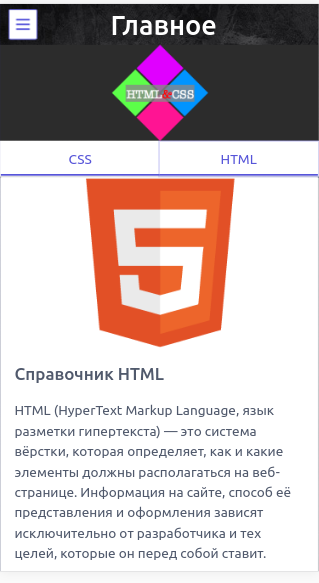 Главное
HTML&CSS
CSS HTML
5
Справочник HTML
HTML (HyperText Markup Language, язык
разметки гипертекста) — это система
вёрстки, которая определяет, как и какие
элементы должны располагаться на веб-
странице. Информация на сайте, способ её
представления и оформления зависят
исключительно от разработчика и тех
целей, которые он перед собой ставит.